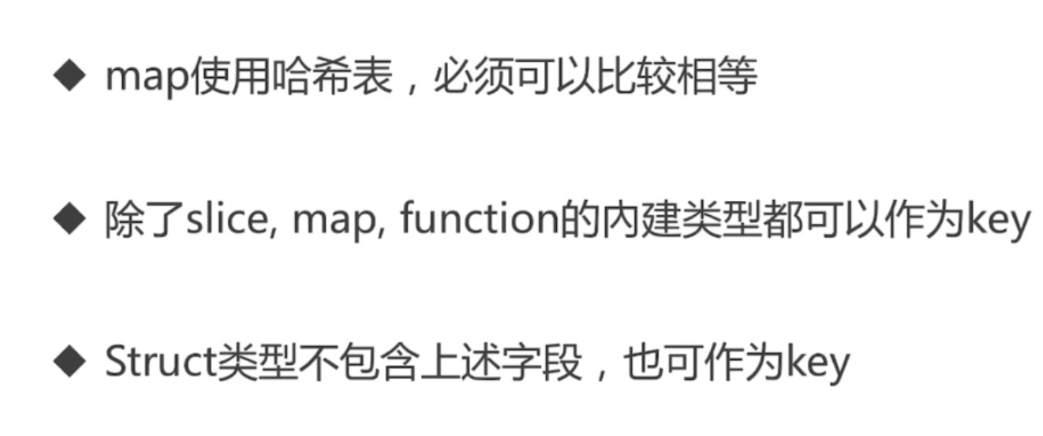 ◆ map使用哈希表，必须可以比较相等
◆ 除了slice, map, function的内建类型都可以作为key
◆ Struct类型不包含上述字段，也可作为key